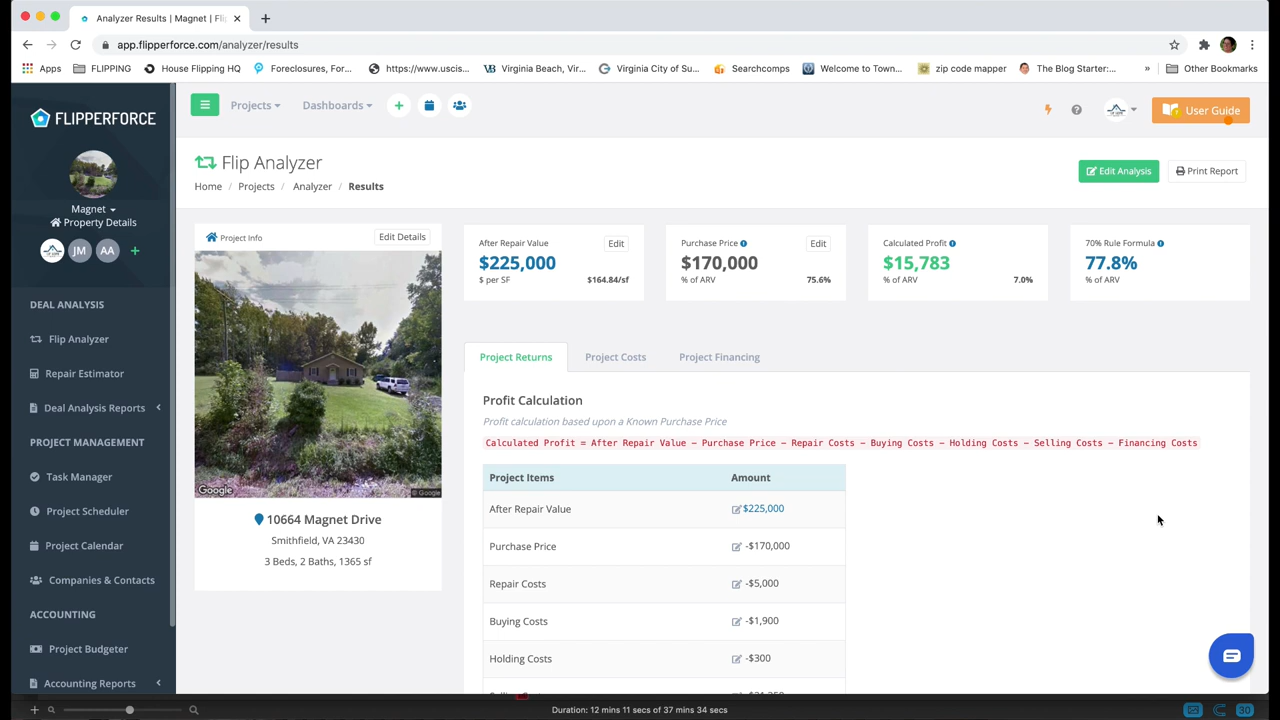 Analyzer Results | Magnet | Fli
app.flipperforce.com/analyzer/results
Apps
FLIPPING
House Flipping HQ
Foreclosures, For...
https://www.uscis...
Virginia Beach, Vir...
Virginia City of Su...
Searchcomps
Welcome to Town...
zip code mapper
The Blog Starter:...
»
Other Bookmarks
FLIPPERFORCE
Magnet
Property Details
JM
AA
DEAL ANALYSIS
Flip Analyzer
Repair Estimator
Deal Analysis Reports
PROJECT MANAGEMENT
Task Manager
Project Scheduler
Project Calendar
Companies & Contacts
ACCOUNTING
Project Budgeter
Accounting Reports
Projects
Dashboards
User Guide
Flip Analyzer
Home / Projects / Analyzer / Results
Edit Analysis
Print Report
Project Info
Edit Details
Google
© Google
10664 Magnet Drive
Smithfield, VA 23430
3 Beds, 2 Baths, 1365 sf
After Repair Value
Edit
$225,000
$ per SF
$164.84/sf
Purchase Price
Edit
$170,000
% of ARV
75.6%
Calculated Profit
$15,783
% of ARV
7.0%
70% Rule Formula
77.8%
% of ARV
Project Returns
Project Costs
Project Financing
Profit Calculation
Profit calculation based upon a Known Purchase Price
Calculated Profit = After Repair Value − Purchase Price − Repair Costs − Buying Costs − Holding Costs − Selling Costs − Financing Costs
Project Items Amount
After Repair Value $225,000
Purchase Price -$170,000
Repair Costs -$5,000
Buying Costs -$1,900
Holding Costs -$300
Duration: 12 mins 11 secs of 37 mins 34 secs
30